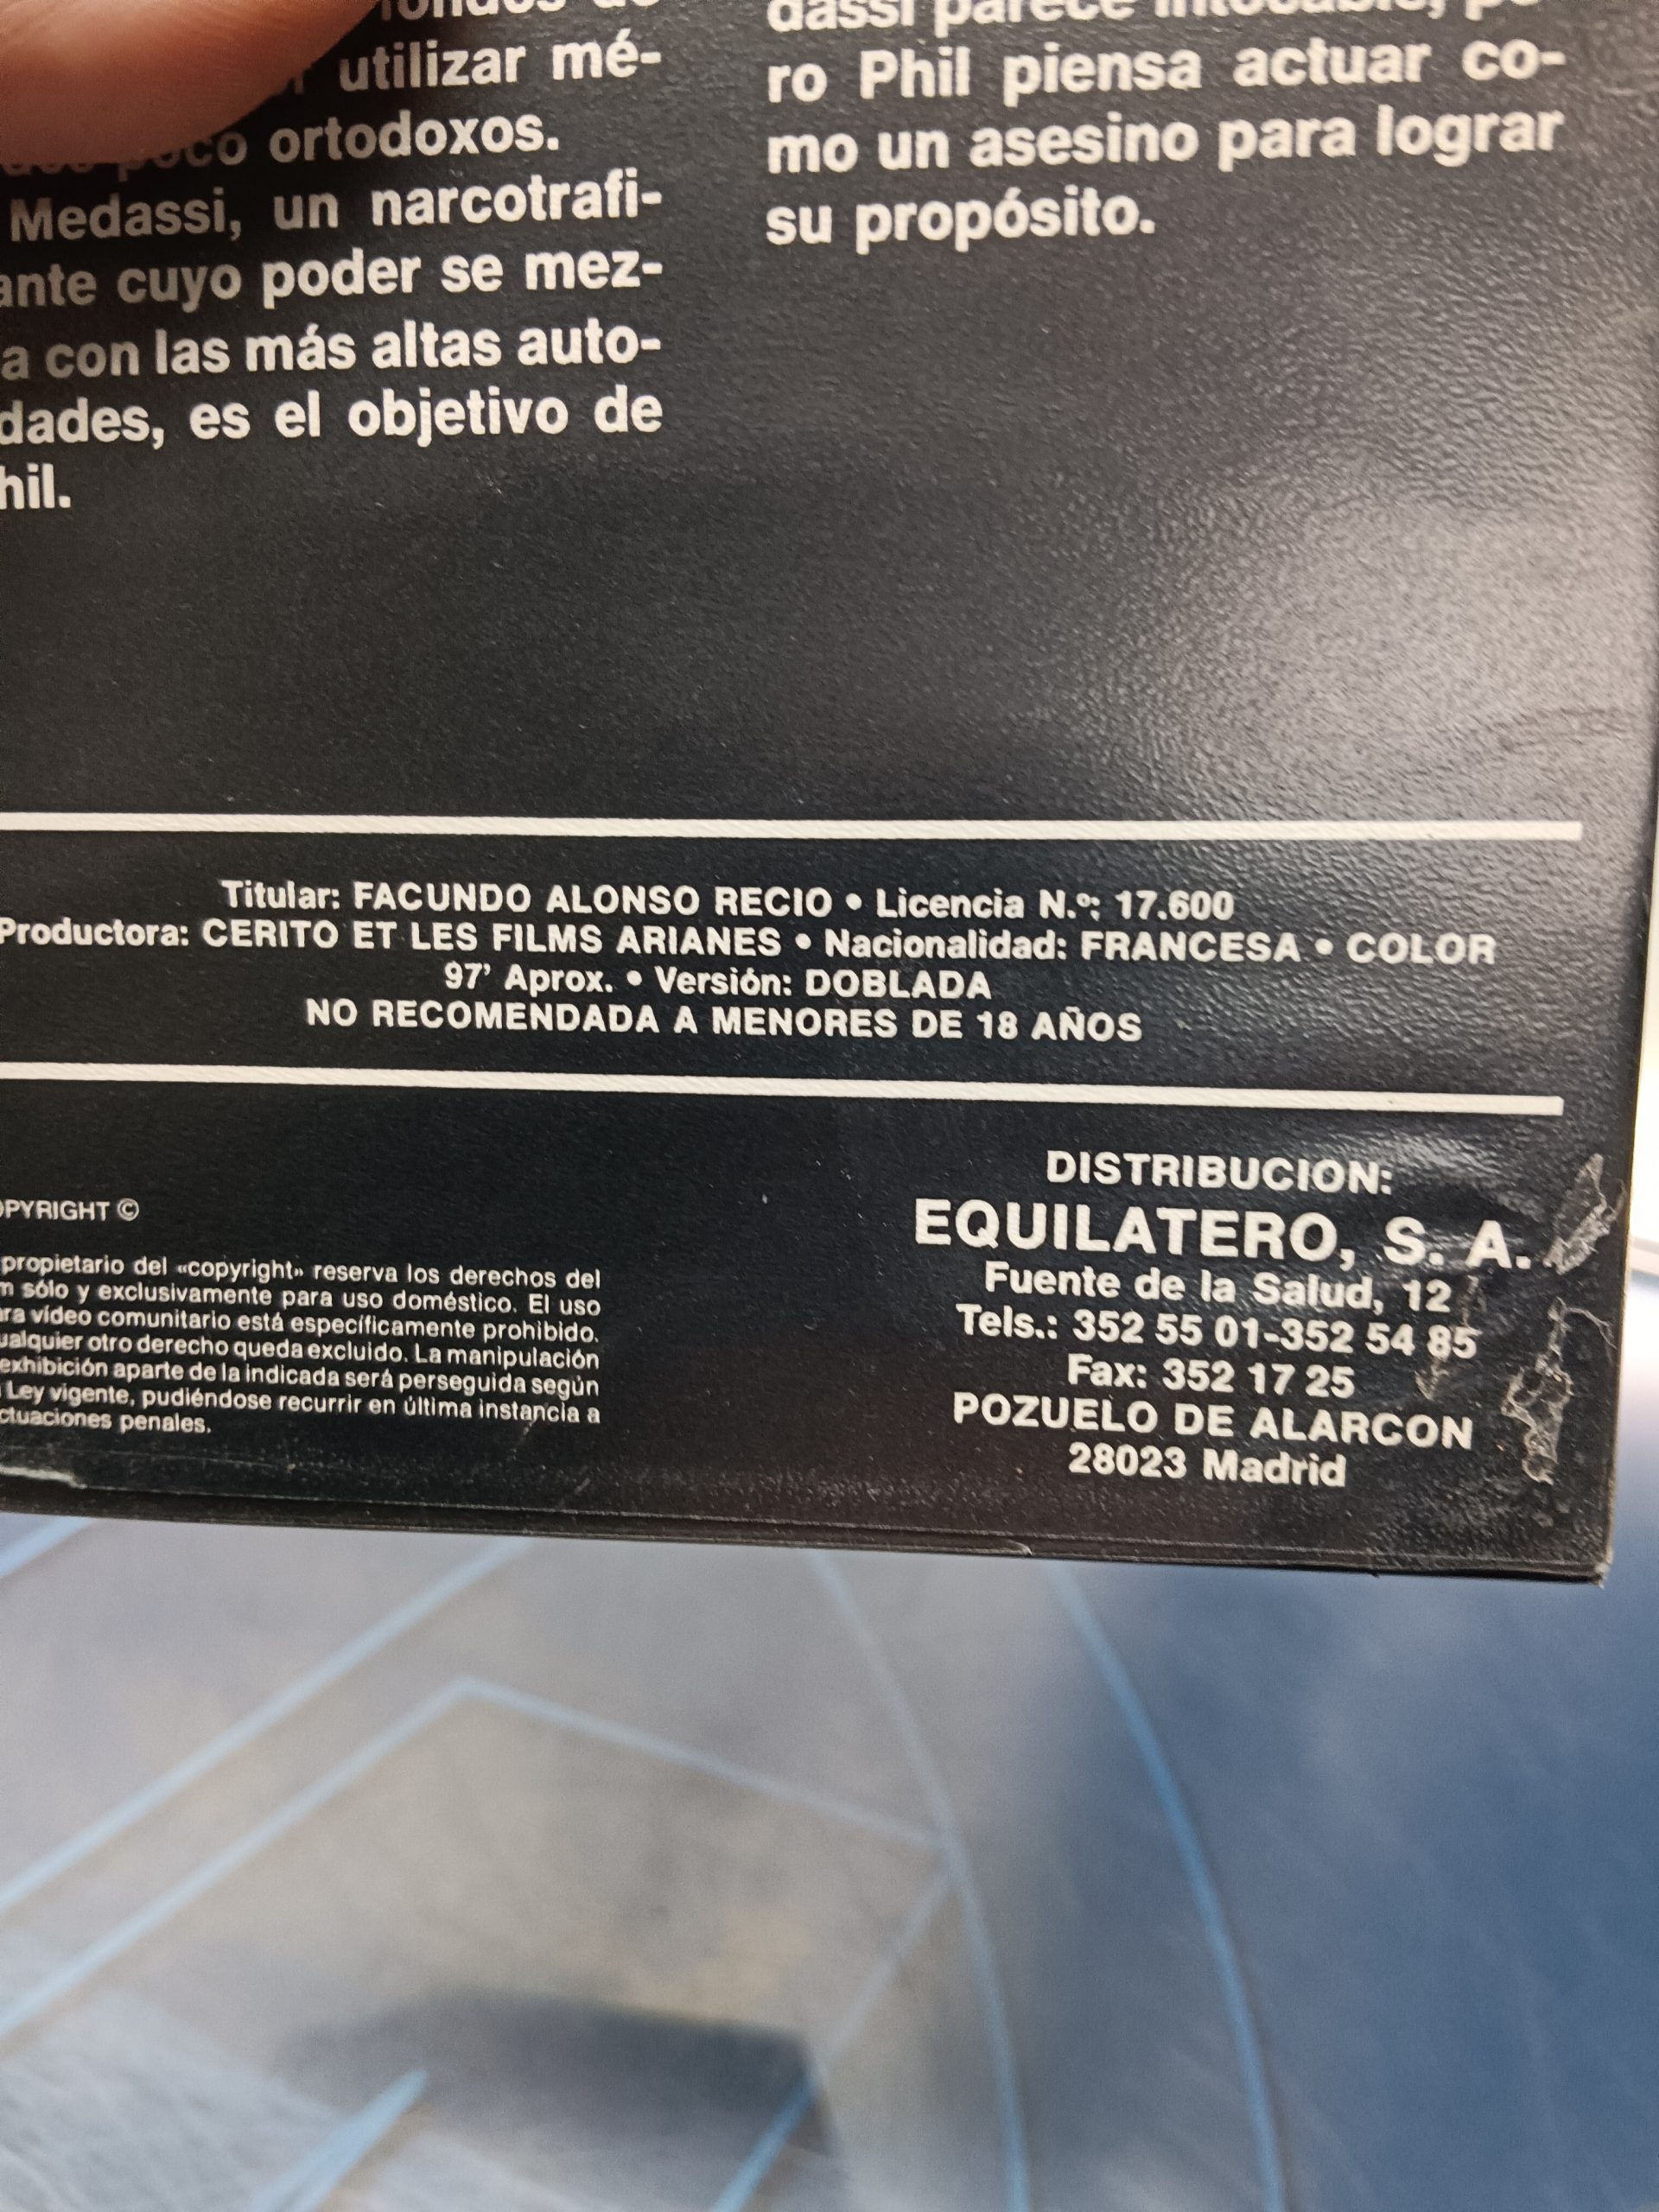 utilizar mé-
poco ortodoxos.
Medassi, un narcotrafi-
ante cuyo poder se mez-
a con las más altas auto-
dades, es el objetivo de
hil.
dassi parece intocable, pe-
ro Phil piensa actuar co-
mo un asesino para lograr
su propósito.
Titular: FACUNDO ALONSO RECIO • Licencia N.º: 17.600
Productora: CERITO ET LES FILMS ARIANES • Nacionalidad: FRANCESA • COLOR
97' Aprox. • Versión: DOBLADA
NO RECOMENDADA A MENORES DE 18 AÑOS
OPYRIGHT ©
propietario del «copyright» reserva los derechos del
m sólo y exclusivamente para uso doméstico. El uso
ara vídeo comunitario está específicamente prohibido.
ualquier otro derecho queda excluido. La manipulación
exhibición aparte de la indicada será perseguida según
Ley vigente, pudiéndose recurrir en última instancia a
ctuaciones penales.
DISTRIBUCION:
EQUILATERO, S. A.
Fuente de la Salud, 12
Tels.: 352 55 01-352 54 85
Fax: 352 17 25
POZUELO DE ALARCON
28023 Madrid